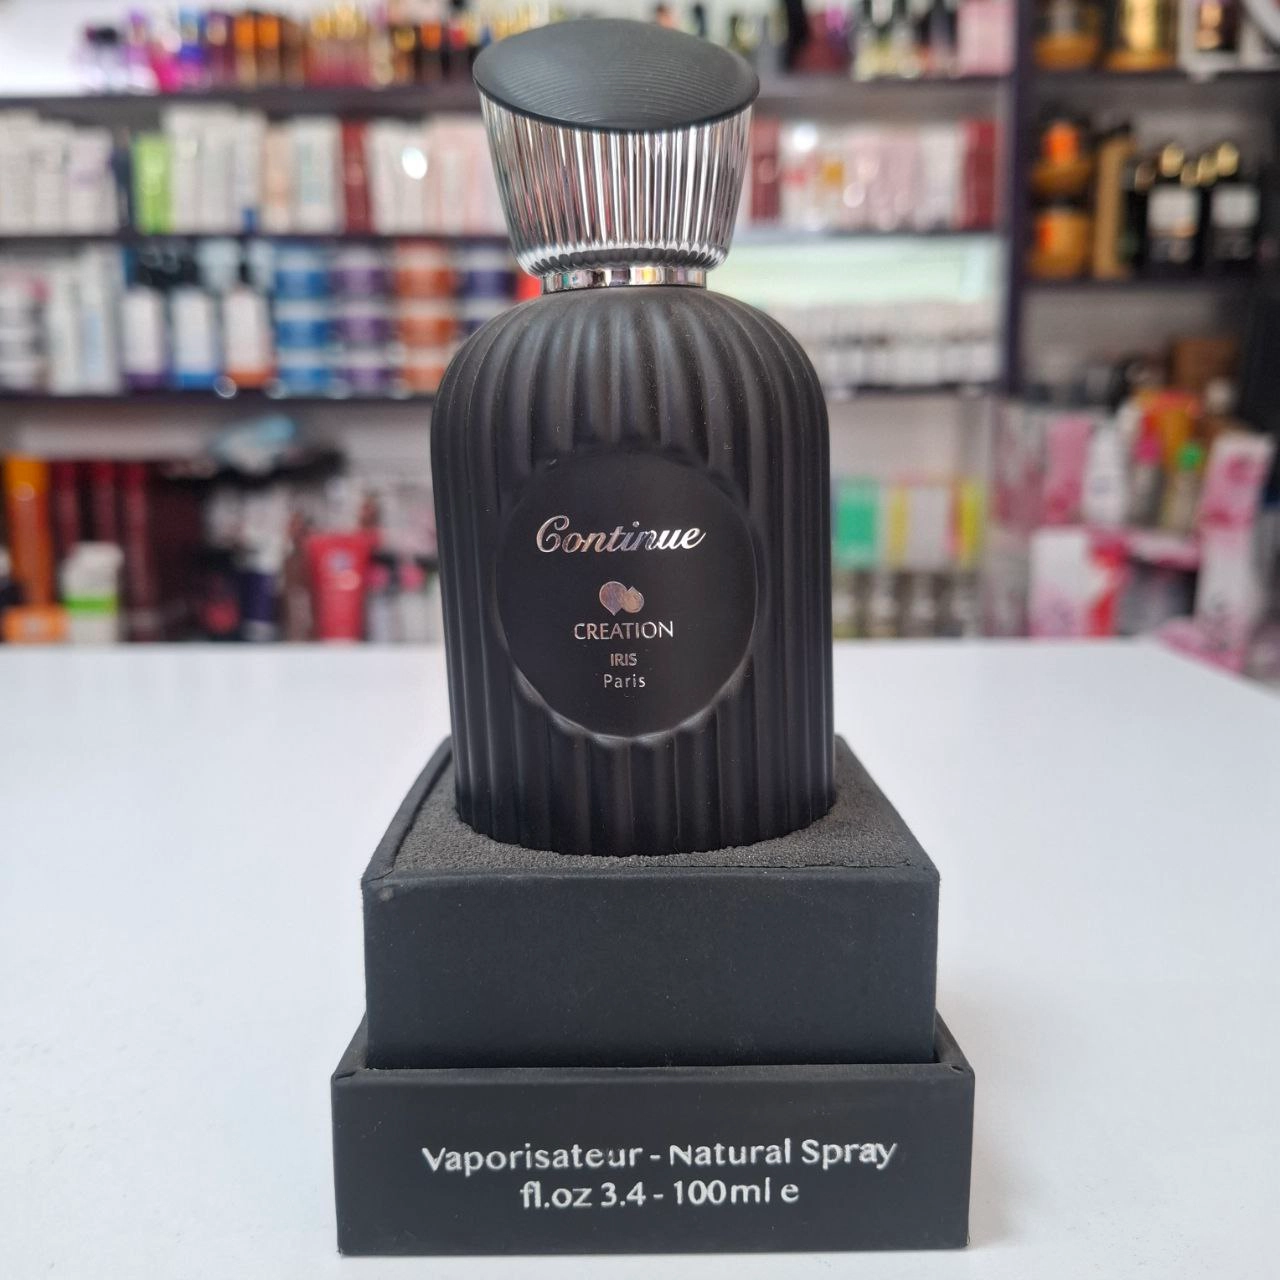 Continue
CREATION
IRIS
Paris
Vaporisateur - Natural Spray
fl.oz 3.4 - 100ml e